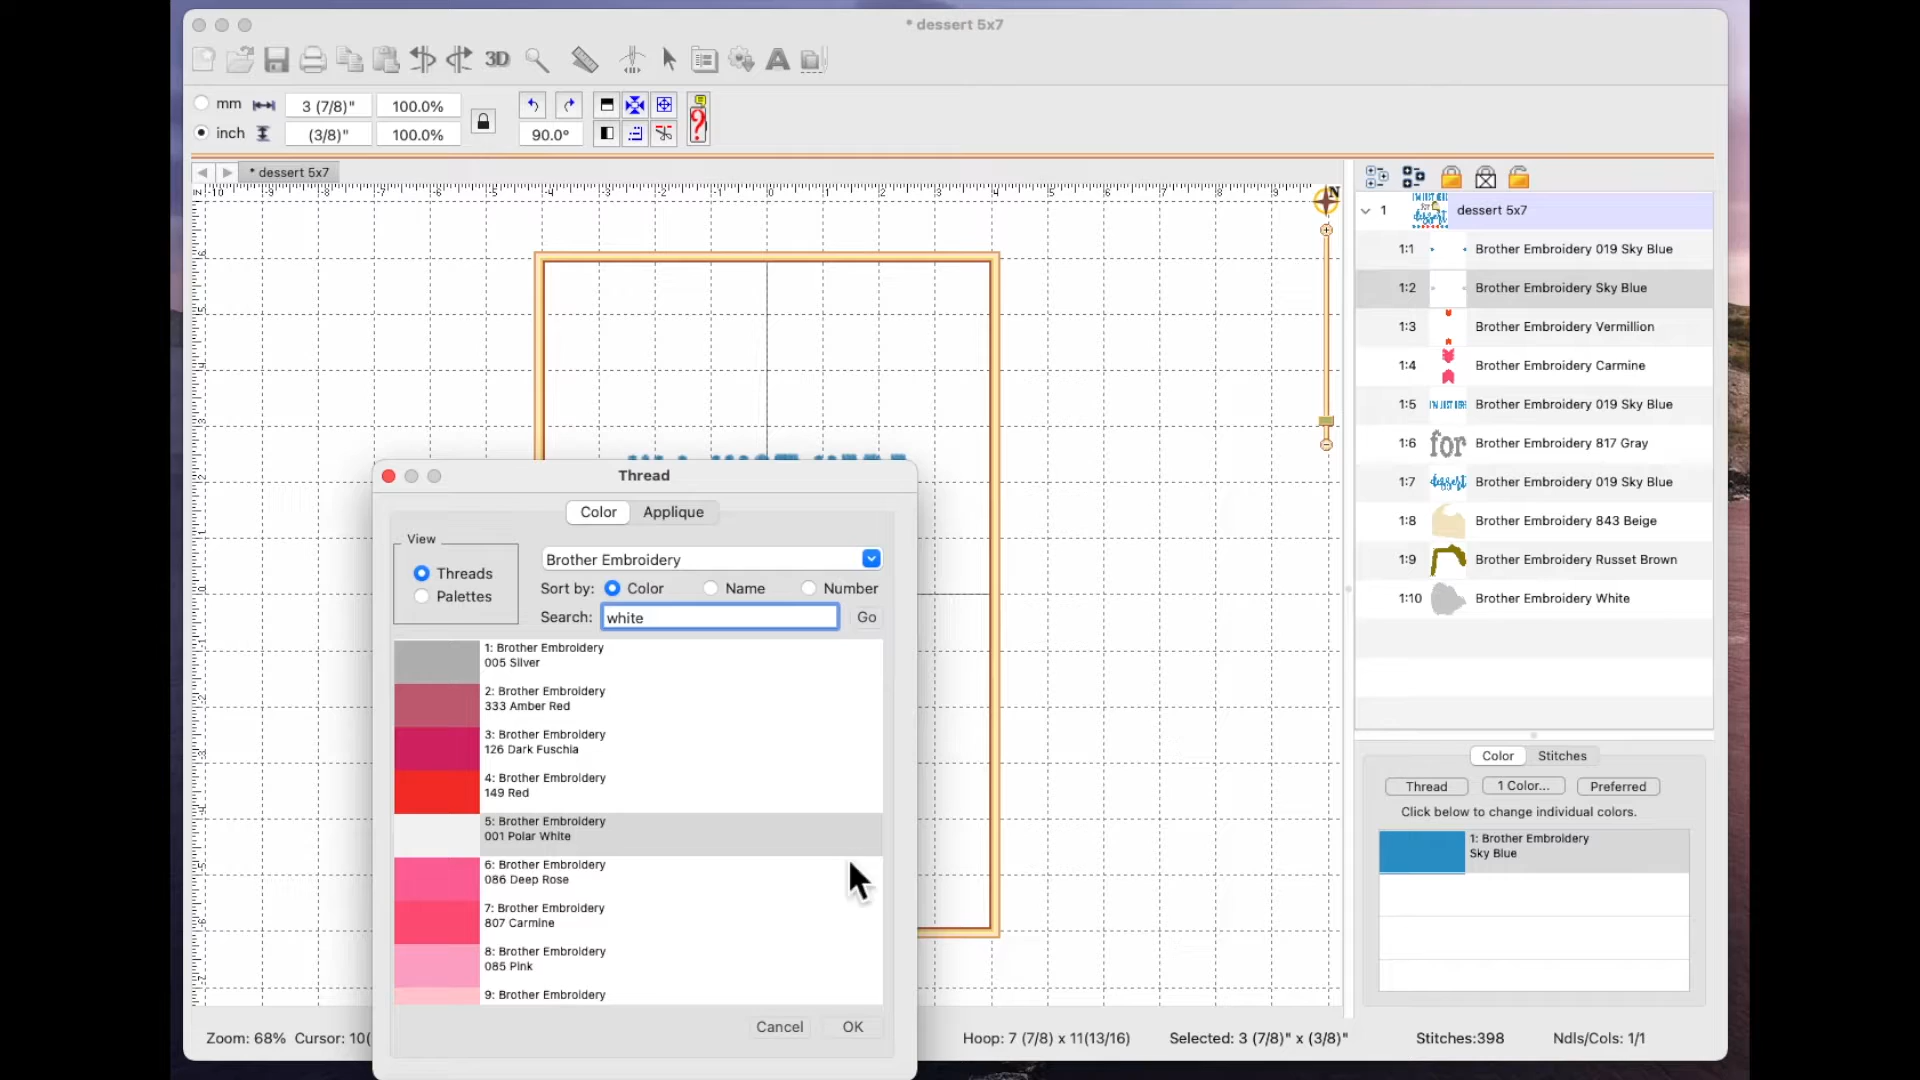 * dessert 5x7
3D
A
mm
3 (7/8)"
100.0%
inch
(3/8)"
100.0%
90.0°
* dessert 5x7
N
1
dessert 5x7
1:1
Brother Embroidery 019 Sky Blue
1:2
Brother Embroidery Sky Blue
1:3
Brother Embroidery Vermillion
1:4
Brother Embroidery Carmine
1:5
I'M JUST HERE
Brother Embroidery 019 Sky Blue
1:6
for
Brother Embroidery 817 Gray
1:7
dessert
Brother Embroidery 019 Sky Blue
1:8
Brother Embroidery 843 Beige
1:9
Brother Embroidery Russet Brown
1:10
Brother Embroidery White
Thread
Color
Applique
View
Threads
Palettes
Brother Embroidery
Sort by:
Color
Name
Number
Search:
white
Go
1: Brother Embroidery
005 Silver
2: Brother Embroidery
333 Amber Red
3: Brother Embroidery
126 Dark Fuschia
4: Brother Embroidery
149 Red
5: Brother Embroidery
001 Polar White
6: Brother Embroidery
086 Deep Rose
7: Brother Embroidery
807 Carmine
8: Brother Embroidery
085 Pink
9: Brother Embroidery
Cancel
OK
Color
Stitches
Thread
1 Color...
Preferred
Click below to change individual colors.
1: Brother Embroidery
Sky Blue
Zoom: 68%
Cursor: 10(
Hoop: 7 (7/8) x 11(13/16)
Selected: 3 (7/8)" x (3/8)"
Stitches:398
Ndls/Cols: 1/1